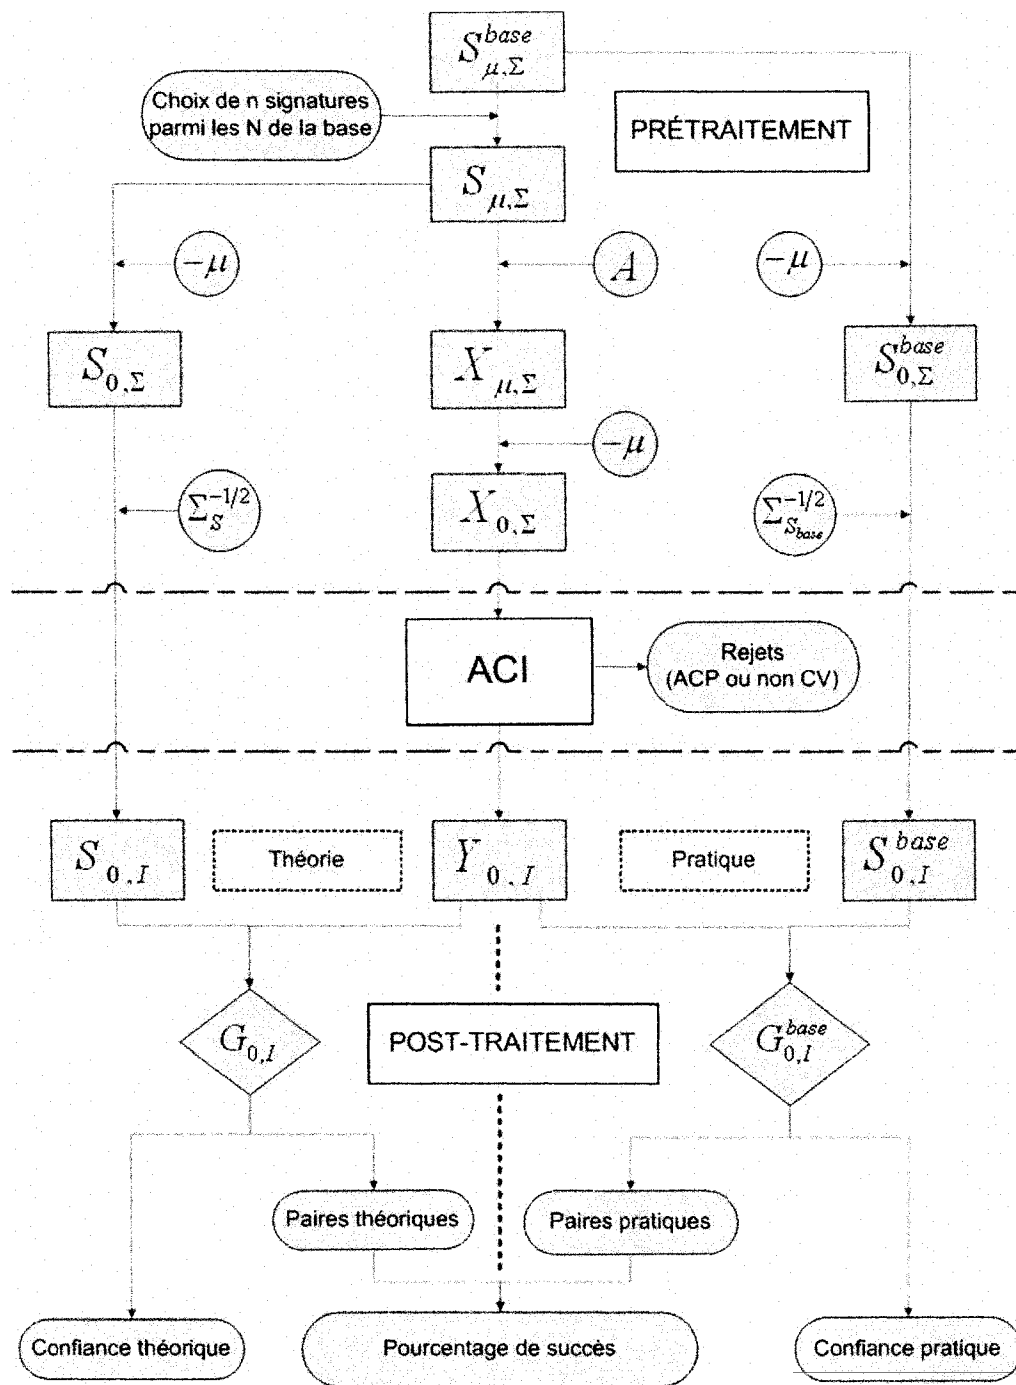 S^{base}_{μ,Σ}
Choix de n signatures
parmi les N de la base
PRÉTRAITEMENT
S_{μ,Σ}
-μ
A
-μ
S_{0,Σ}
X_{μ,Σ}
S^{base}_{0,Σ}
-μ
Σ_S^{-1/2}
X_{0,Σ}
Σ_{S_{base}}^{-1/2}
ACI
Rejets
(ACP ou non CV)
S_{0,I}
Théorie
Y_{0,I}
Pratique
S^{base}_{0,I}
G_{0,I}
POST-TRAITEMENT
G^{base}_{0,I}
Paires théoriques
Paires pratiques
Confiance théorique
Pourcentage de succès
Confiance pratique